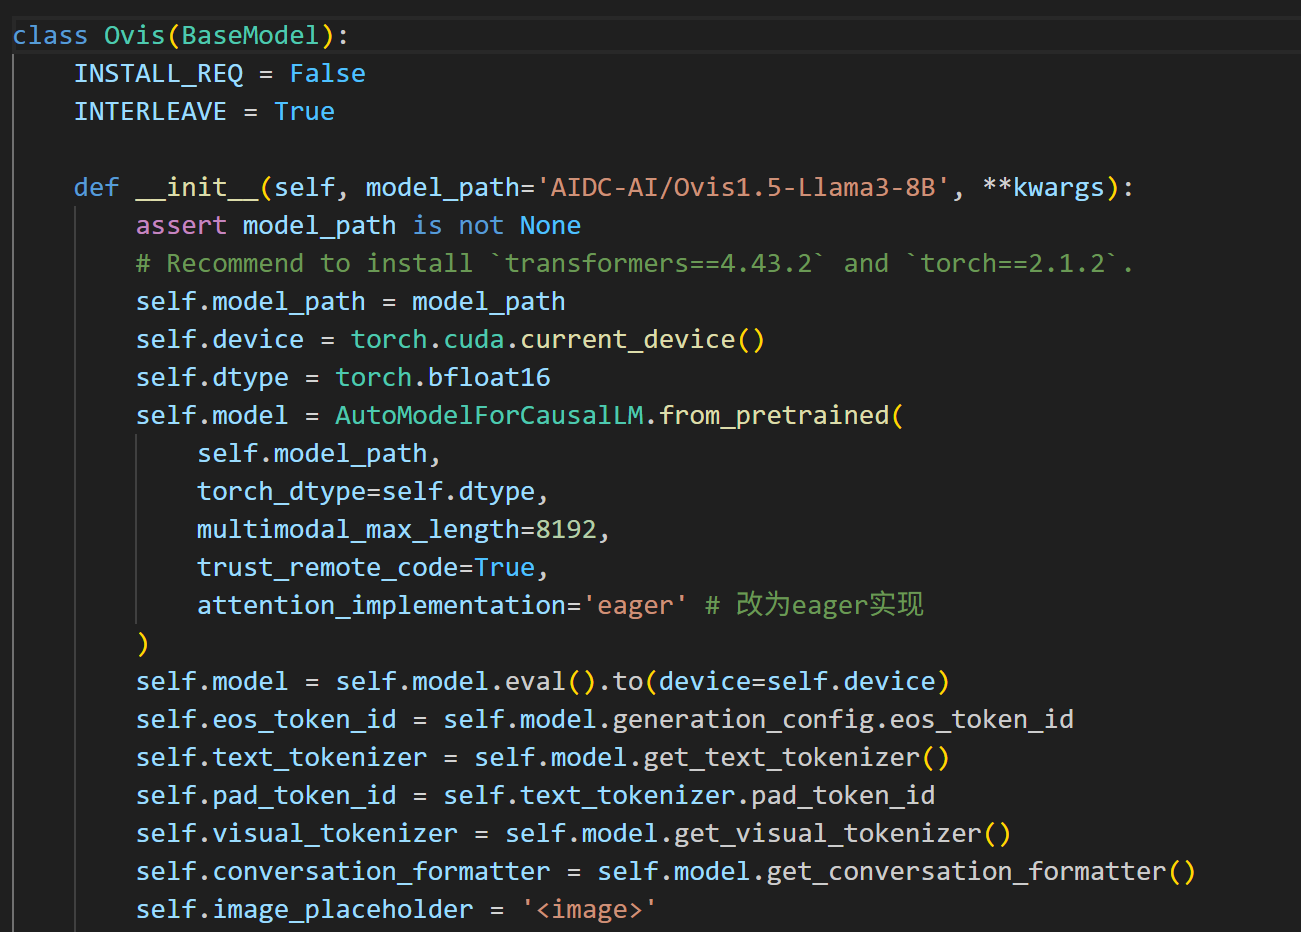 class Ovis(BaseModel):
    INSTALL_REQ = False
    INTERLEAVE = True

    def __init__(self, model_path='AIDC-AI/Ovis1.5-Llama3-8B', **kwargs):
        assert model_path is not None
        # Recommend to install `transformers==4.43.2` and `torch==2.1.2`.
        self.model_path = model_path
        self.device = torch.cuda.current_device()
        self.dtype = torch.bfloat16
        self.model = AutoModelForCausalLM.from_pretrained(
            self.model_path,
            torch_dtype=self.dtype,
            multimodal_max_length=8192,
            trust_remote_code=True,
            attention_implementation='eager' # 改为eager实现
        )
        self.model = self.model.eval().to(device=self.device)
        self.eos_token_id = self.model.generation_config.eos_token_id
        self.text_tokenizer = self.model.get_text_tokenizer()
        self.pad_token_id = self.text_tokenizer.pad_token_id
        self.visual_tokenizer = self.model.get_visual_tokenizer()
        self.conversation_formatter = self.model.get_conversation_formatter()
        self.image_placeholder = '<image>'